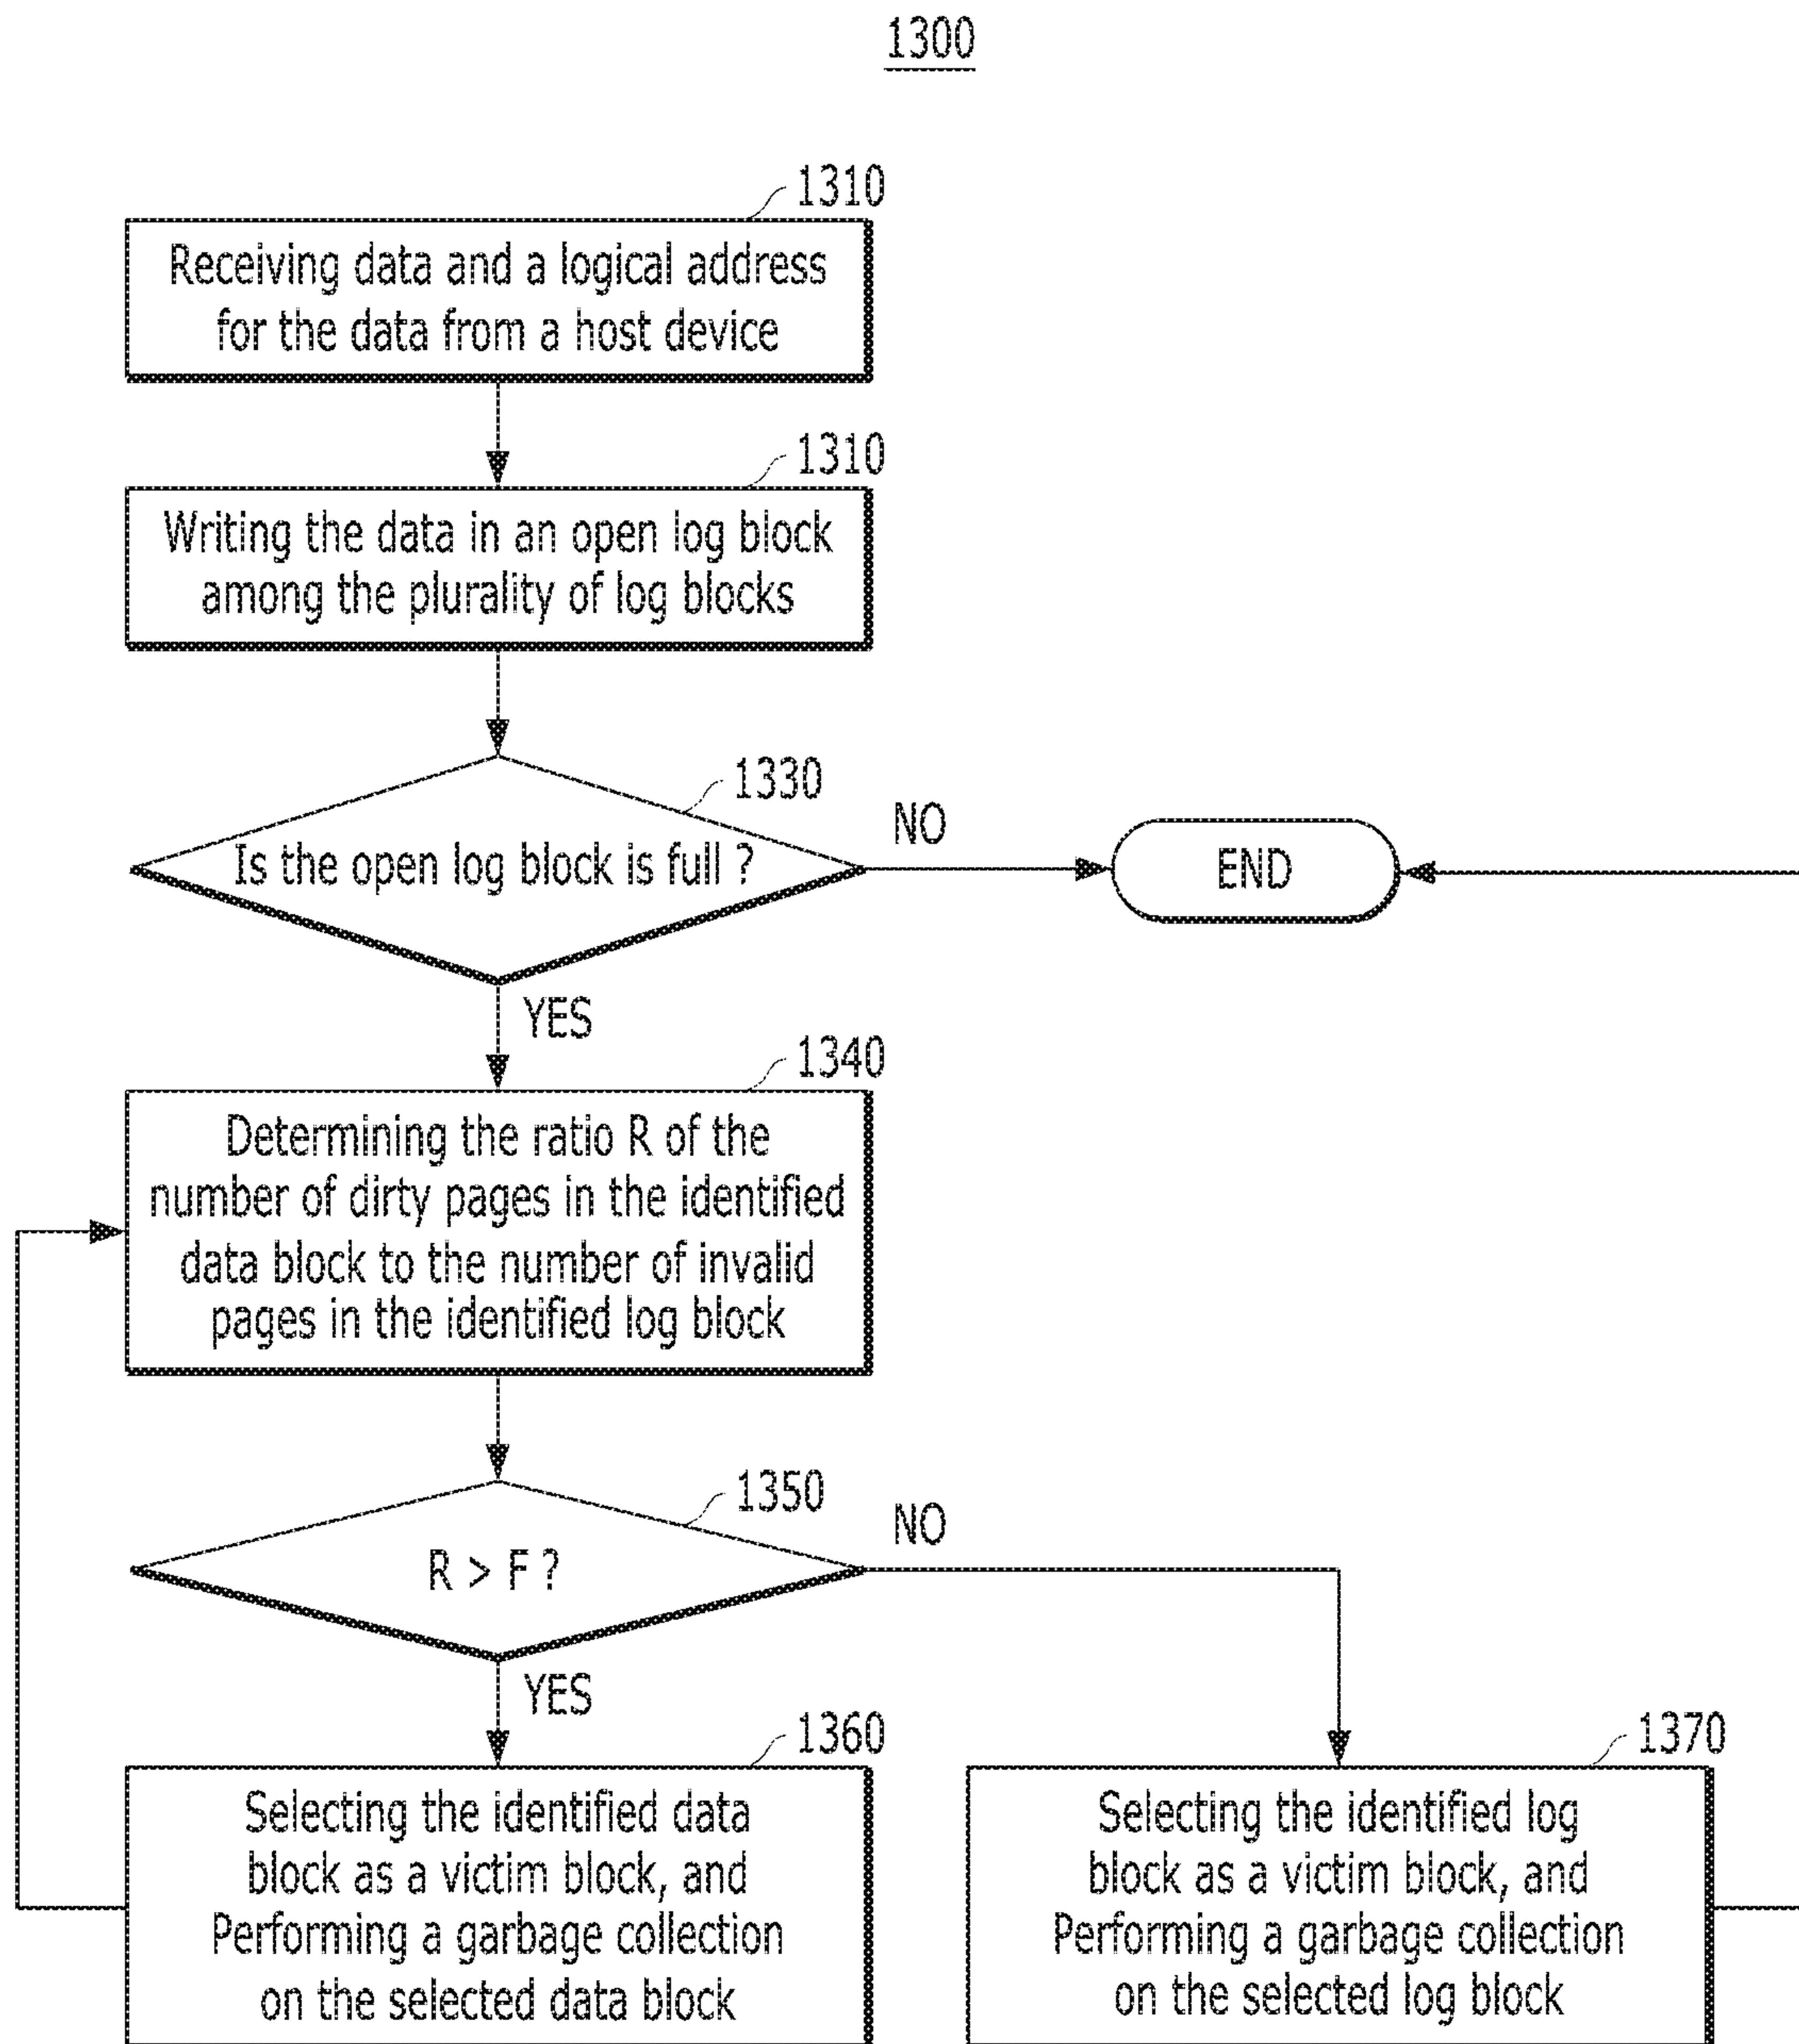 1300
1310
Receiving data and a logical address
for the data from a host device
1310
Writing the data in an open log block
among the plurality of log blocks
1330
Is the open log block is full ?
NO
END
YES
1340
Determining the ratio R of the
number of dirty pages in the identified
data block to the number of invalid
pages in the identified log block
1350
R > F ?
NO
YES
1360
Selecting the identified data
block as a victim block, and
Performing a garbage collection
on the selected data block
1370
Selecting the identified log
block as a victim block, and
Performing a garbage collection
on the selected log block